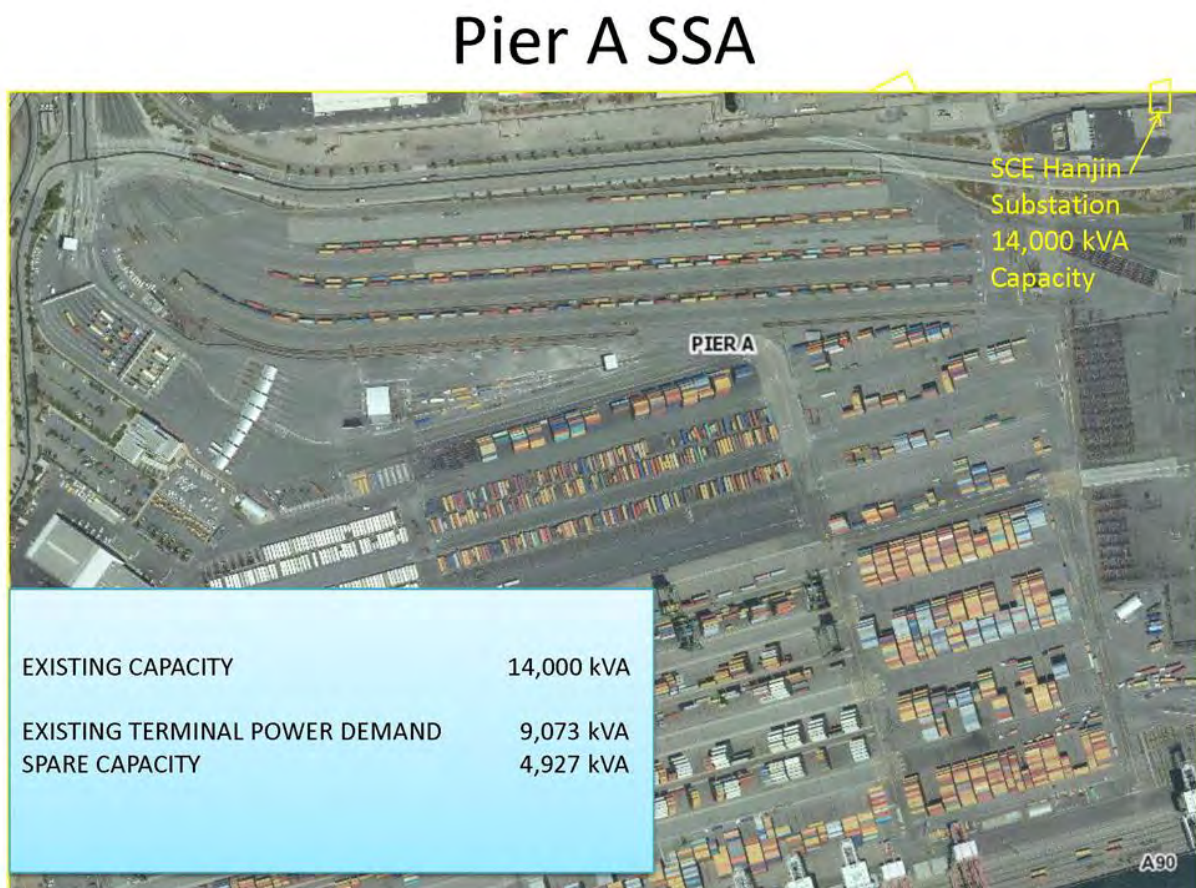 Pier A SSA
SCE Hanjin
Substation
14,000 kVA
Capacity
PIER A
EXISTING CAPACITY 14,000 kVA
EXISTING TERMINAL POWER DEMAND 9,073 kVA
SPARE CAPACITY 4,927 kVA
A90